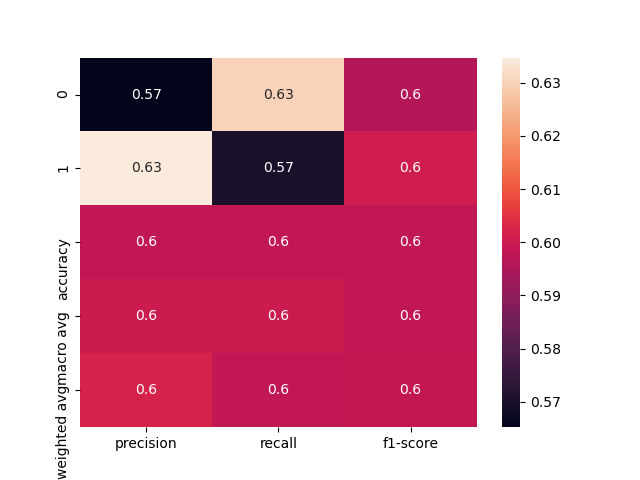 0 0.57 0.63 0.6
1 0.63 0.57 0.6
accuracy 0.6 0.6 0.6
macro avg 0.6 0.6 0.6
weighted avg 0.6 0.6 0.6
precision recall f1-score
0.63
0.62
0.61
0.60
0.59
0.58
0.57